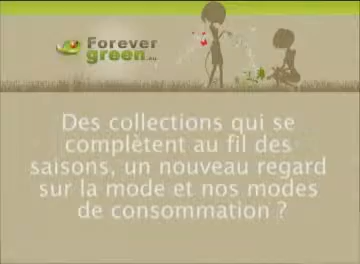 Forever
green.eu
Des collections qui se
complètent au fil des
saisons, un nouveau regard
sur la mode et nos modes
de consommation ?